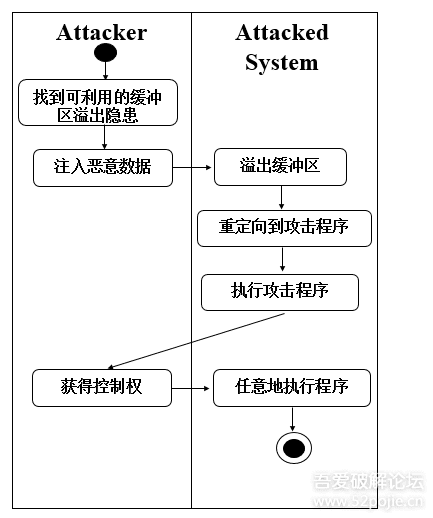 Attacker
Attacked
System
找到可利用的缓冲
区溢出隐患
注入恶意数据
溢出缓冲区
重定向到攻击程序
执行攻击程序
获得控制权
任意地执行程序
吾爱破解论坛
www.52pojie.cn